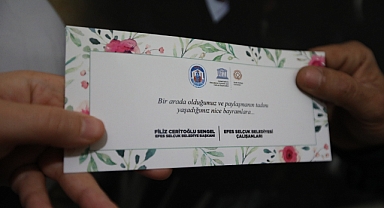 Bir arada olduğumuz ve paylaşmanın tadını
yaşadığımız nice bayramlara...
FİLİZ CERİTOĞLU SENGEL
EFES SELÇUK BELEDİYE BAŞKANI
EFES SELÇUK BELEDİYESİ
ÇALIŞANLARI